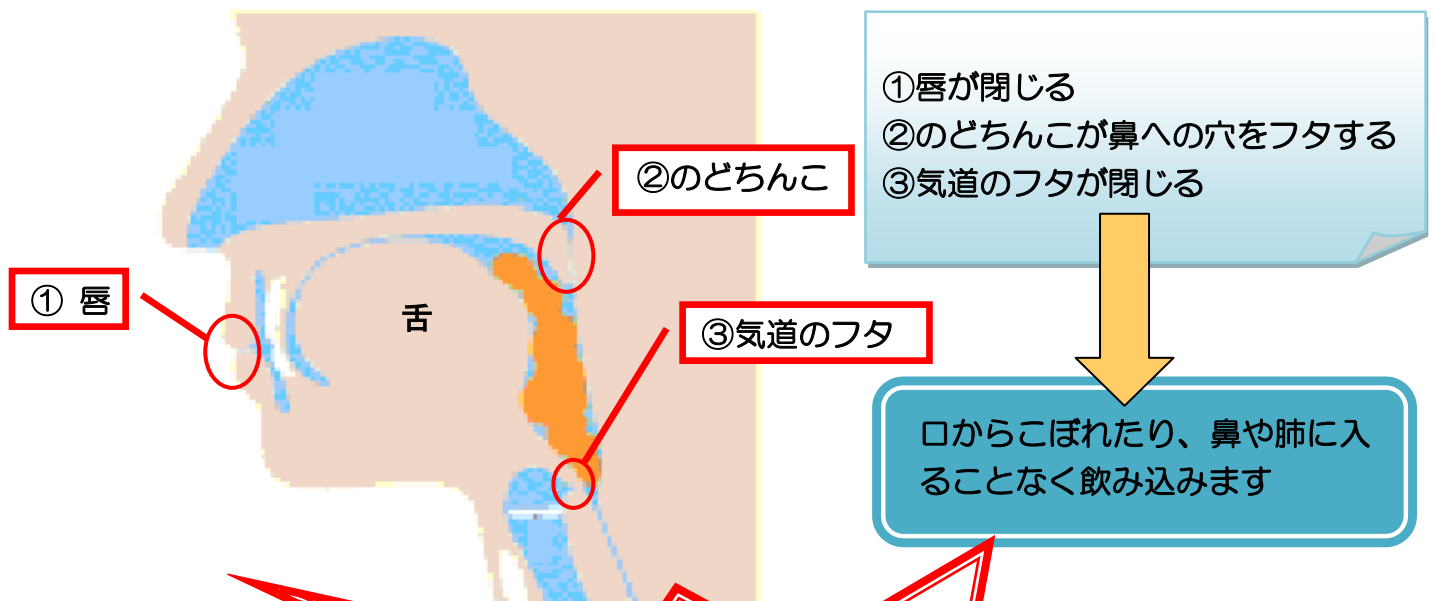 ①唇が閉じる
②のどちんこが鼻への穴をフタする
③気道のフタが閉じる
②のどちんこ
① 唇
舌
③気道のフタ
口からこぼれたり、鼻や肺に入
ることなく飲み込みます